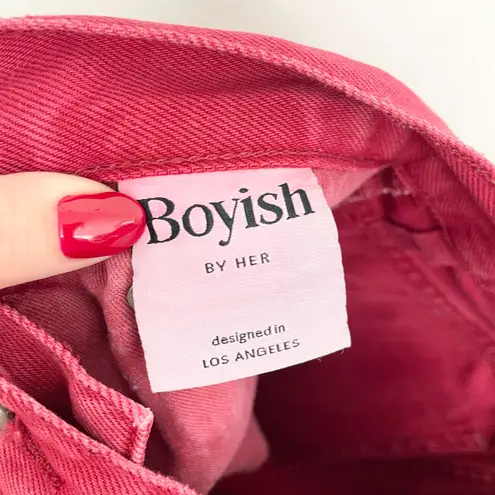 Boyish
BY HER
designed in
LOS ANGELES